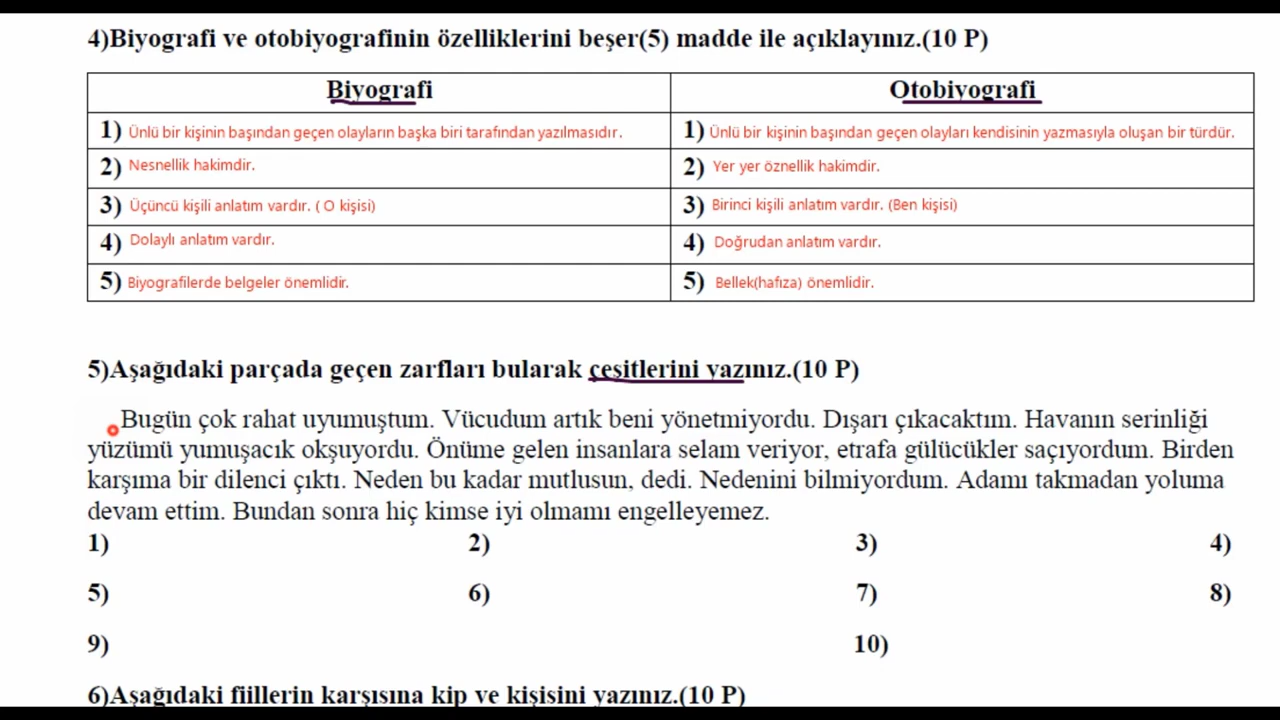 4)Biyografi ve otobiyografinin özelliklerini beşer(5) madde ile açıklayınız.(10 P)
Biyografi
Otobiyografi
1) Ünlü bir kişinin başından geçen olayların başka biri tarafından yazılmasıdır.
1) Ünlü bir kişinin başından geçen olayları kendisinin yazmasıyla oluşan bir türdür.
2) Nesnellik hakimdir.
2) Yer yer öznellik hakimdir.
3) Üçüncü kişili anlatım vardır. ( O kişisi)
3) Birinci kişili anlatım vardır. (Ben kişisi)
4) Dolaylı anlatım vardır.
4) Doğrudan anlatım vardır.
5) Biyografilerde belgeler önemlidir.
5) Bellek(hafıza) önemlidir.
5)Aşağıdaki parçada geçen zarfları bularak çeşitlerini yazınız.(10 P)
Bugün çok rahat uyumuştum. Vücudum artık beni yönetmiyordu. Dışarı çıkacaktım. Havanın serinliği
yüzümü yumuşacık okşuyordu. Önüme gelen insanlara selam veriyor, etrafa gülücükler saçıyordum. Birden
karşıma bir dilenci çıktı. Neden bu kadar mutlusun, dedi. Nedenini bilmiyordum. Adamı takmadan yoluma
devam ettim. Bundan sonra hiç kimse iyi olmamı engelleyemez.
1) 2) 3) 4)
5) 6) 7) 8)
9) 10)
6)Aşağıdaki fiillerin karşısına kip ve kişisini yazınız.(10 P)